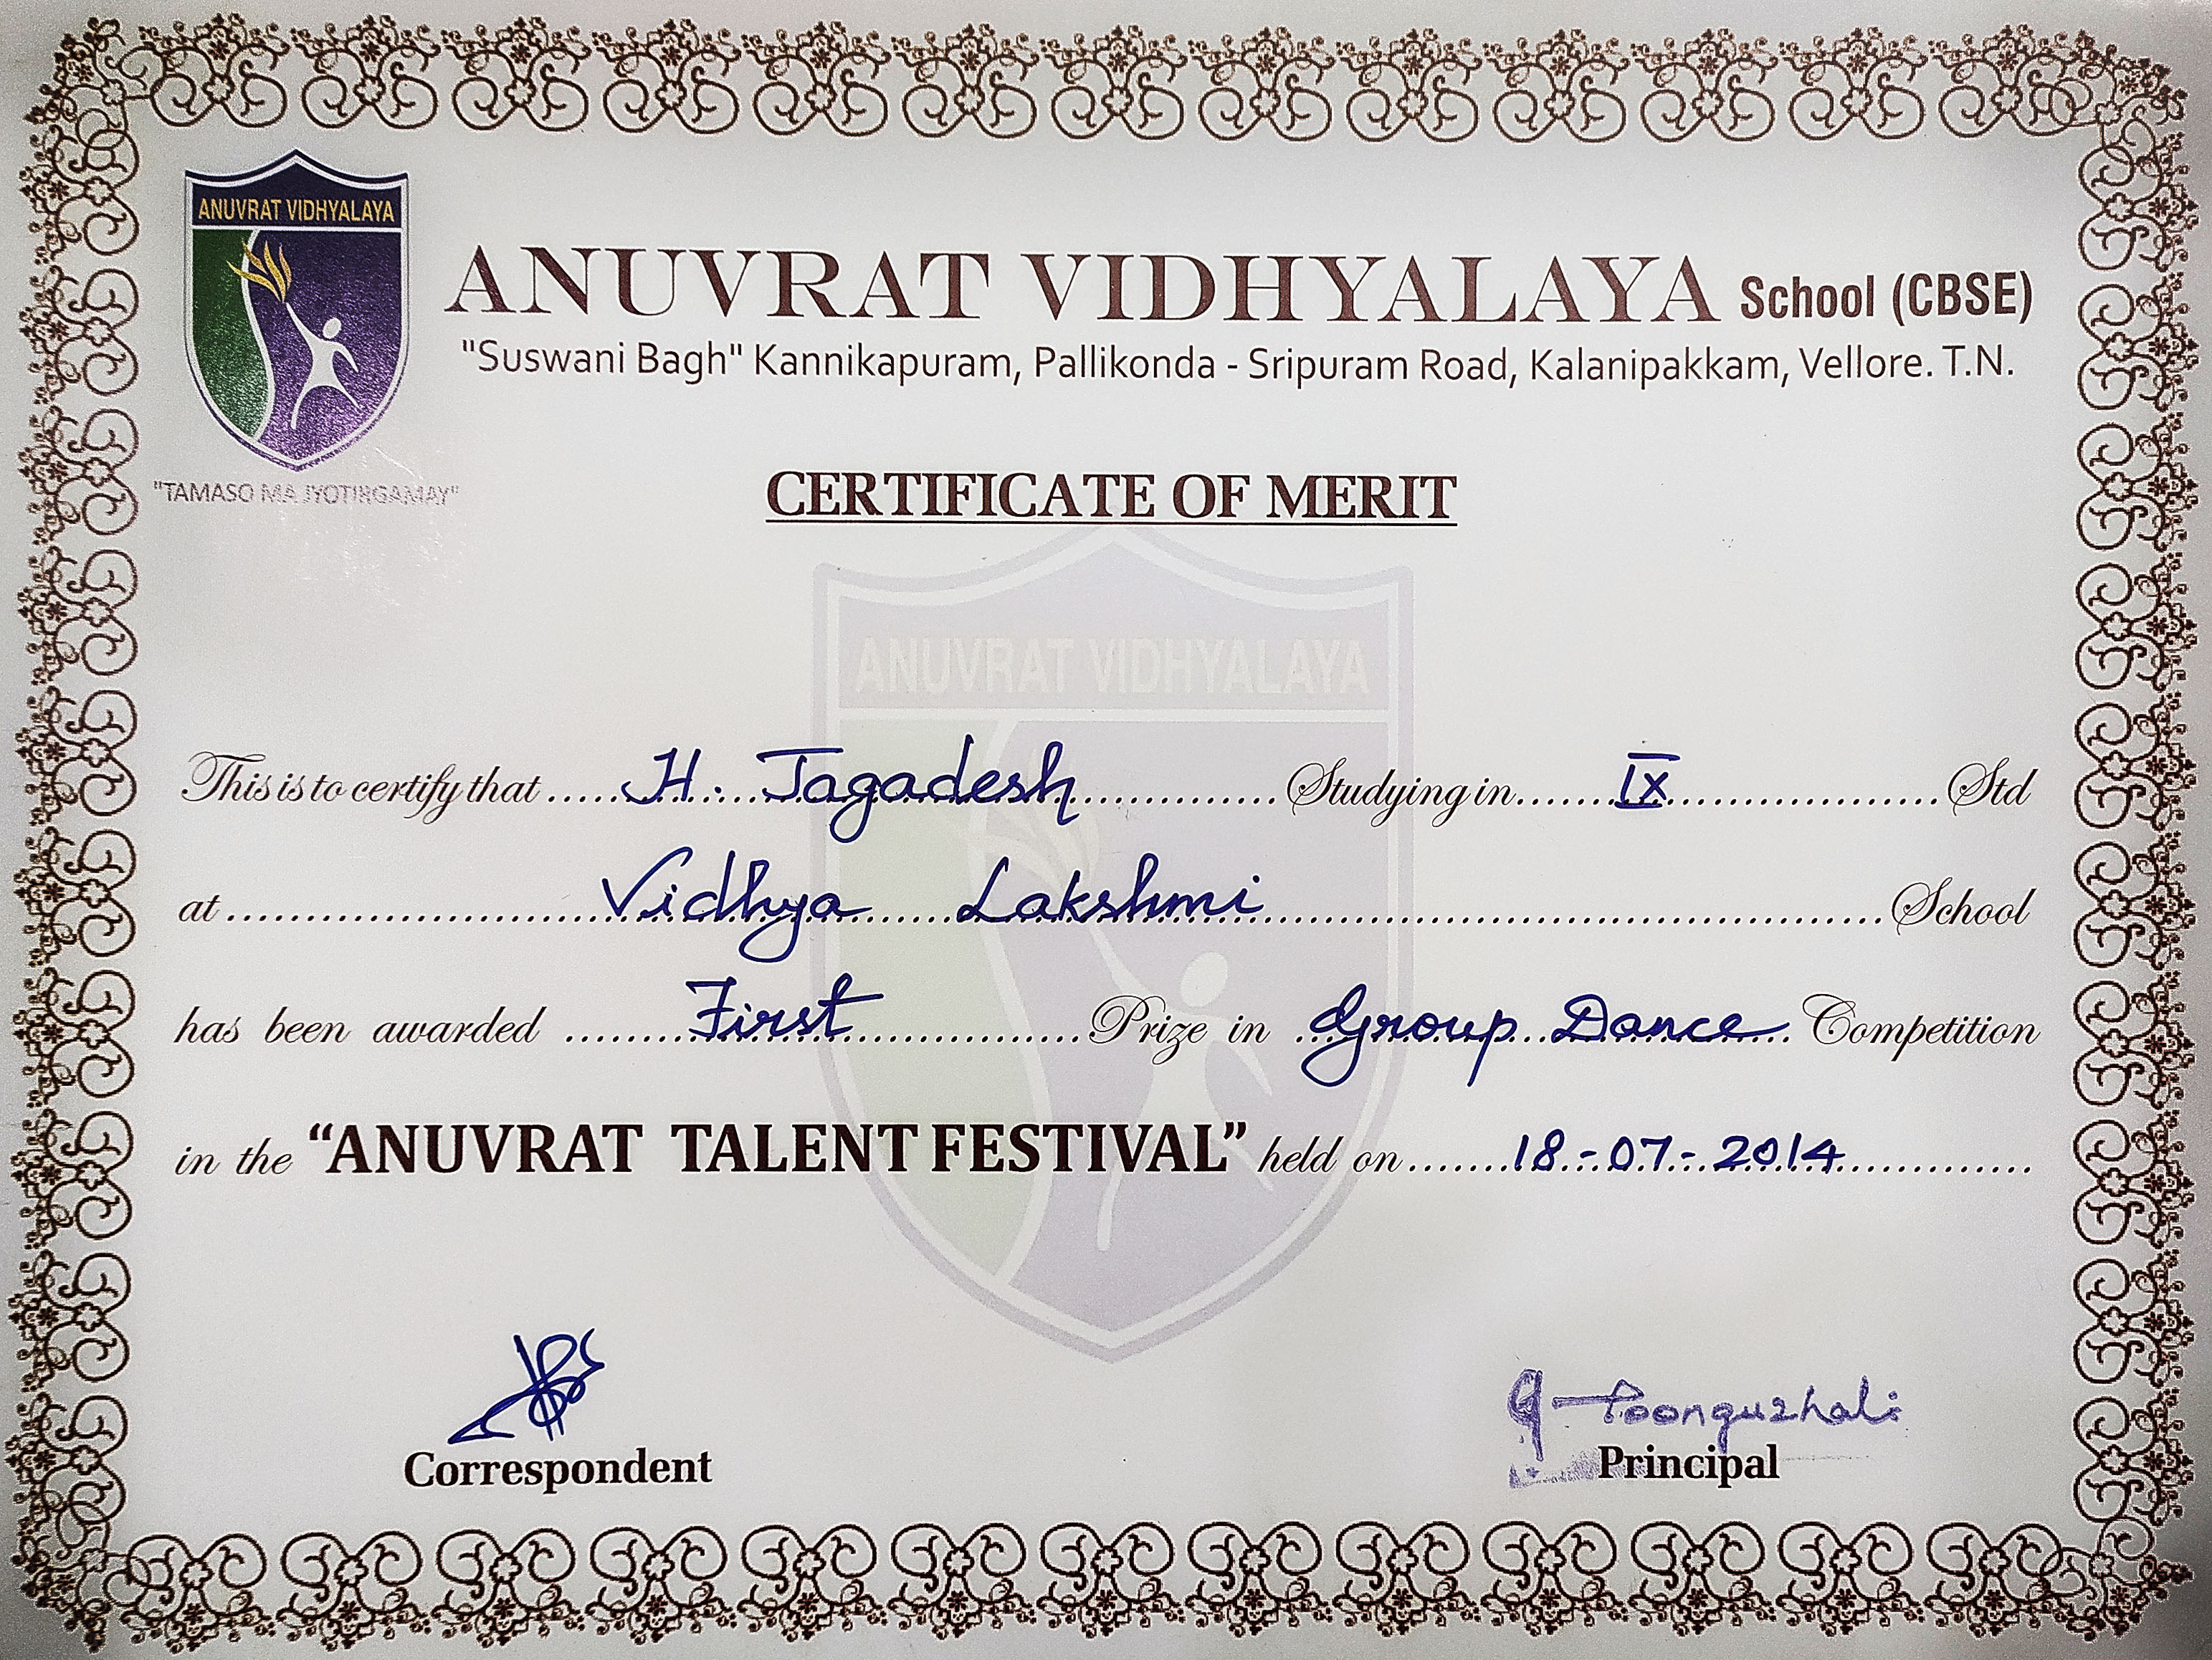 ANUVRAT VIDHYALAYA
ANUVRAT VIDHYALAYA School (CBSE)
"Suswani Bagh" Kannikapuram, Pallikonda - Sripuram Road, Kalanipakkam, Vellore. T.N.
"TAMASO MA JYOTIRGAMAY"
CERTIFICATE OF MERIT
ANUVRAT VIDHYALAYA
This is to certify that ..... H. Jagadesh ............... Studying in ...... IX ............... Std
at ............... Vidhya Lakshmi ............... School
has been awarded ......... First ............... Prize in ... Group Dance ... Competition
in the “ANUVRAT TALENT FESTIVAL” held on ....... 18-07-2014 ...............
G Poonguzhali
Correspondent
Principal